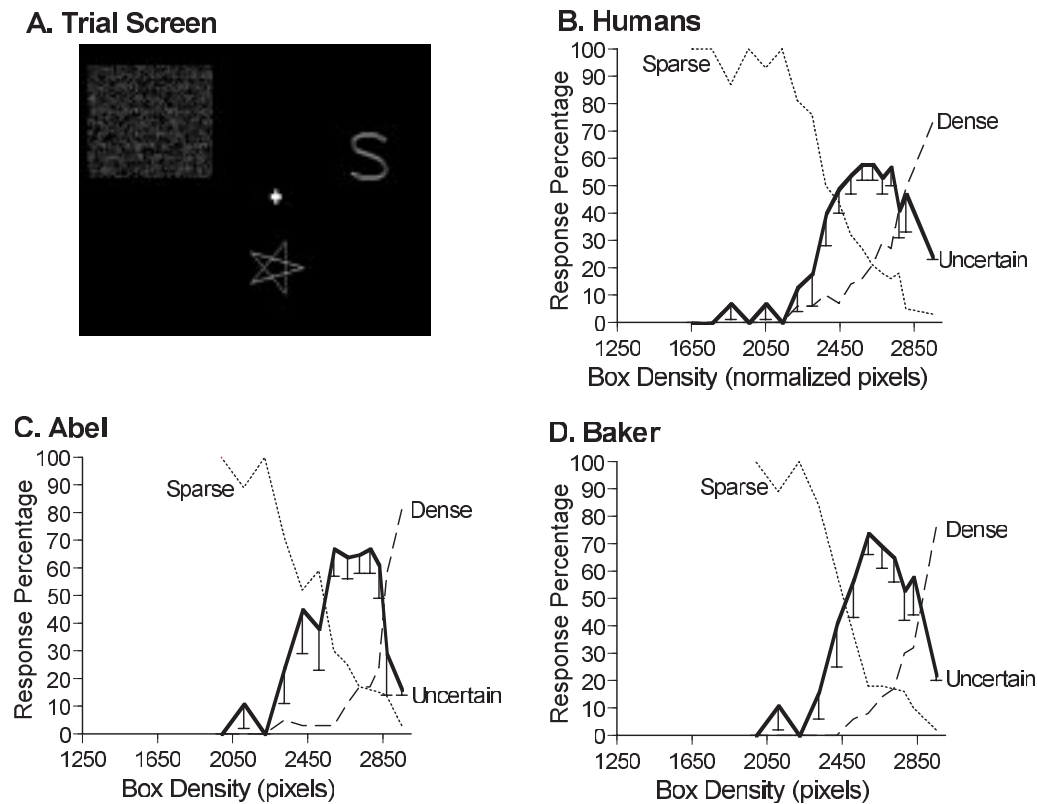 A. Trial Screen
S
B. Humans
Response Percentage
100
90
80
70
60
50
40
30
20
10
0
Sparse
Dense
Uncertain
1250 1650 2050 2450 2850
Box Density (normalized pixels)
C. Abel
Response Percentage
100
90
80
70
60
50
40
30
20
10
0
Sparse
Dense
Uncertain
1250 1650 2050 2450 2850
Box Density (pixels)
D. Baker
Response Percentage
100
90
80
70
60
50
40
30
20
10
0
Sparse
Dense
Uncertain
1250 1650 2050 2450 2850
Box Density (pixels)